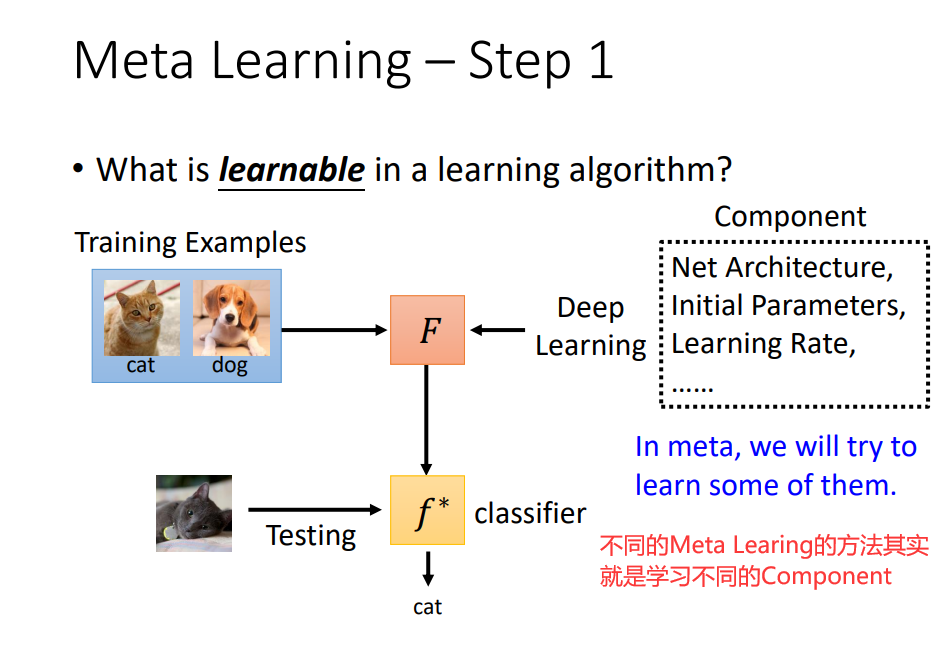 Meta Learning – Step 1
• What is learnable in a learning algorithm?
Component
Training Examples
Net Architecture,
Initial Parameters,
Learning Rate,
……
cat
dog
F
Deep
Learning
In meta, we will try to
learn some of them.
Testing
f*
classifier
不同的Meta Learing的方法其实
就是学习不同的Component
cat